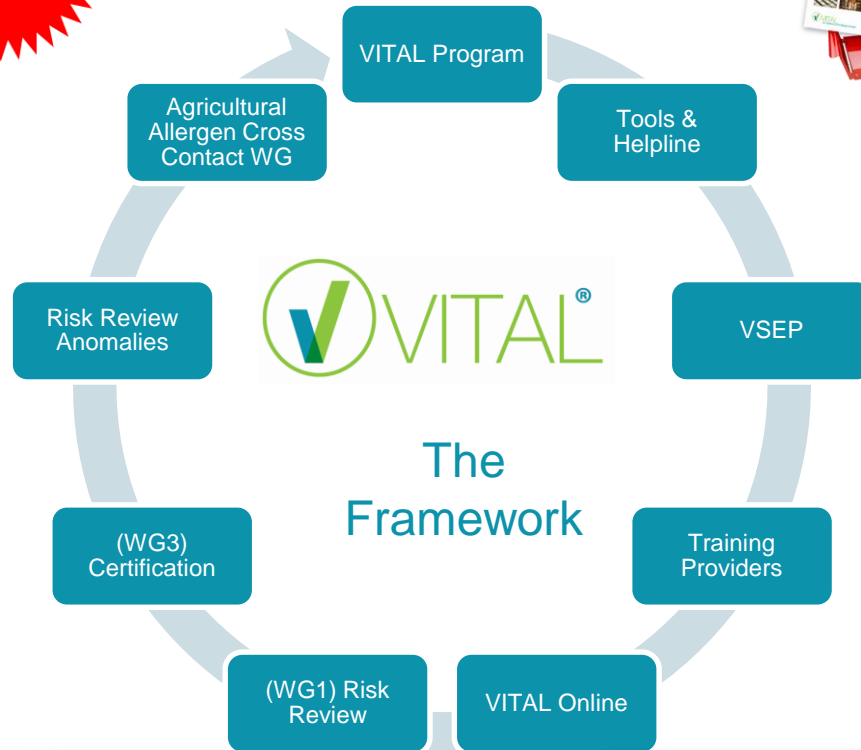 VITAL Program
Tools &
Helpline
VSEP
Training
Providers
VITAL Online
(WG1) Risk
Review
(WG3)
Certification
Risk Review
Anomalies
Agricultural
Allergen Cross
Contact WG
VITAL®
The
Framework